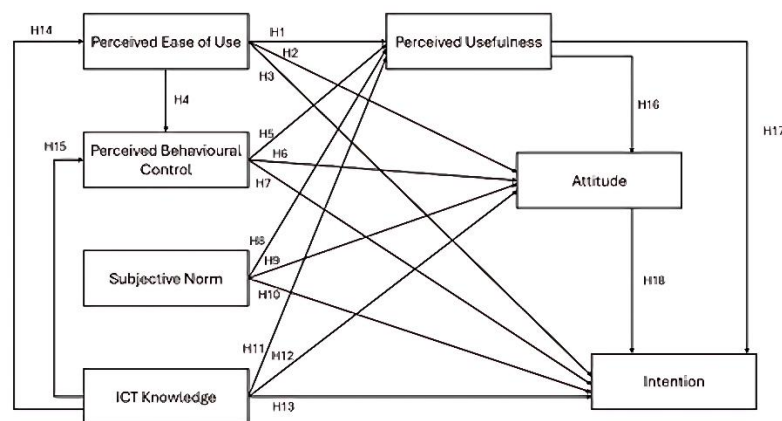 H14
Perceived Ease of Use
H1
Perceived Usefulness
H2
H3
H4
H16
H17
H15
Perceived Behavioural
Control
H5
H6
H7
Attitude
H8
H9
Subjective Norm
H10
H18
H11
H12
ICT Knowledge
H13
Intention